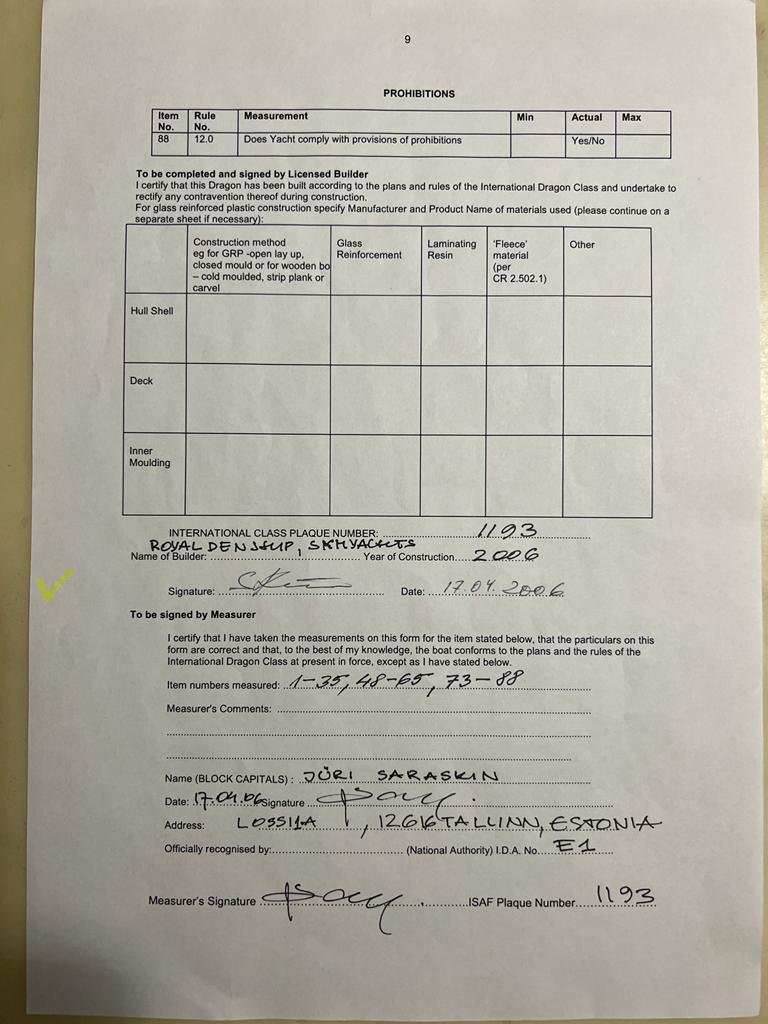 9
PROHIBITIONS
Item No. Rule No. Measurement Min Actual Max
88 12.0 Does Yacht comply with provisions of prohibitions Yes/No
To be completed and signed by Licensed Builder
I certify that this Dragon has been built according to the plans and rules of the International Dragon Class and undertake to
rectify any contravention thereof during construction.
For glass reinforced plastic construction specify Manufacturer and Product Name of materials used (please continue on a
separate sheet if necessary):
Construction method
eg for GRP -open lay up,
closed mould or for wooden bo
– cold moulded, strip plank or
carvel
Glass
Reinforcement
Laminating
Resin
'Fleece'
material
(per
CR 2.502.1)
Other
Hull Shell
Deck
Inner
Moulding
INTERNATIONAL CLASS PLAQUE NUMBER: 1193
ROYAL DENSHIP,
Name of Builder: Year of Construction 2006
Signature: Date: 17.04.2006
To be signed by Measurer
I certify that I have taken the measurements on this form for the item stated below, that the particulars on this
form are correct and that, to the best of my knowledge, the boat conforms to the plans and the rules of the
International Dragon Class at present in force, except as I have stated below.
Item numbers measured: 1-35, 48-65, 73-88
Measurer's Comments:
Name (BLOCK CAPITALS) : JÜRI SARASKIN
Date: 17.04.06 Signature
Address: , 12616 TALLINN, ESTONIA
Officially recognised by: (National Authority) I.D.A. No. E1
Measurer's Signature ISAF Plaque Number 1193